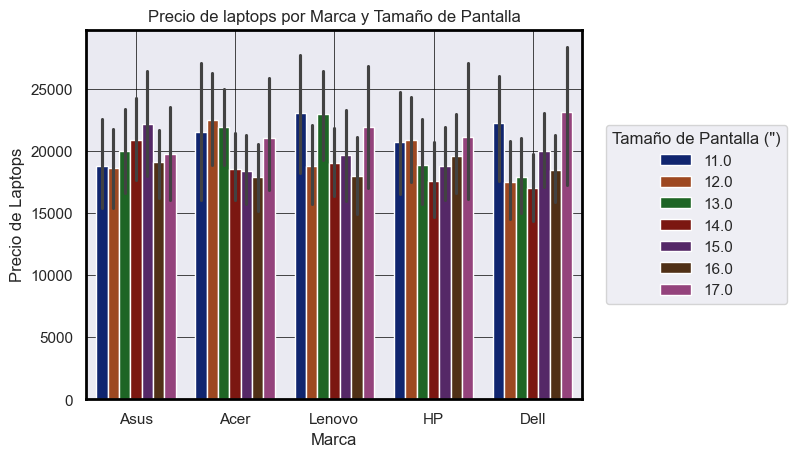 Precio de laptops por Marca y Tamaño de Pantalla
Precio de Laptops
25000
20000
15000
10000
5000
0
Asus
Acer
Lenovo
HP
Dell
Marca
Tamaño de Pantalla (")
11.0
12.0
13.0
14.0
15.0
16.0
17.0